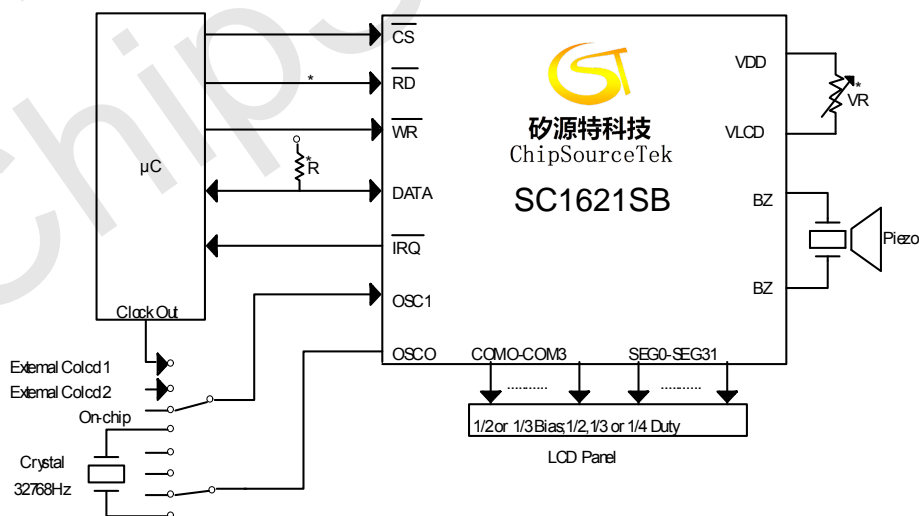 CS
RD
*
WR
*
R
μC
DATA
IRQ
OSC1
OSCO
Clock Out
VDD
*
VR
VLCD
BZ
Piezo
BZ
矽源特科技
ChipSourceTek
SC1621SB
COMO-COM3
SEG0-SEG31
............
......
External Colcd 1
External Colcd 2
On-chip
Crystal
32768Hz
1/2 or 1/3 Bias;1/2,1/3 or 1/4 Duty
LCD Panel